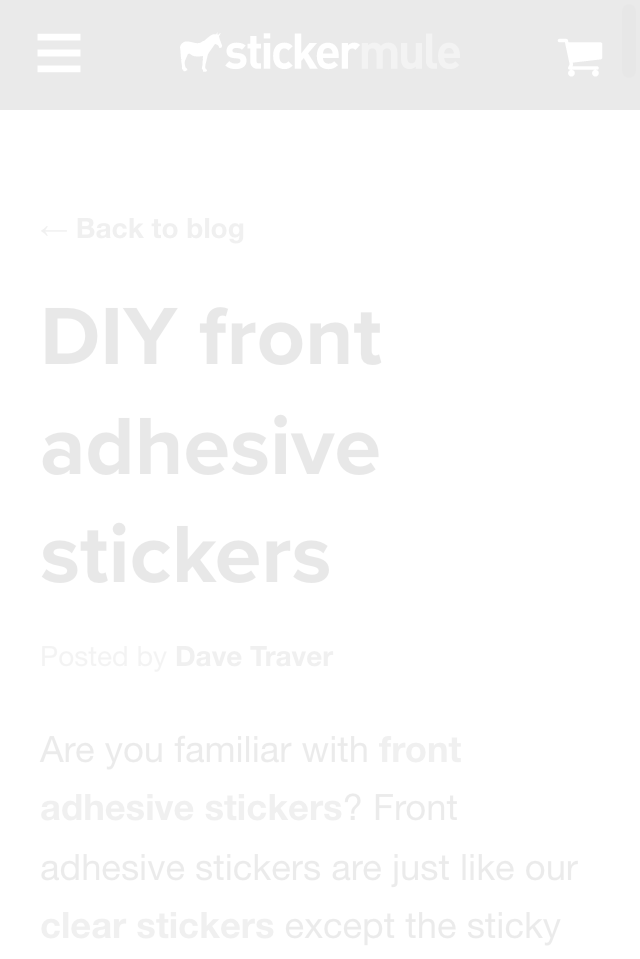 stickermule
← Back to blog
DIY front
adhesive
stickers
Posted by Dave Traver
Are you familiar with front
adhesive stickers? Front
adhesive stickers are just like our
clear stickers except the sticky